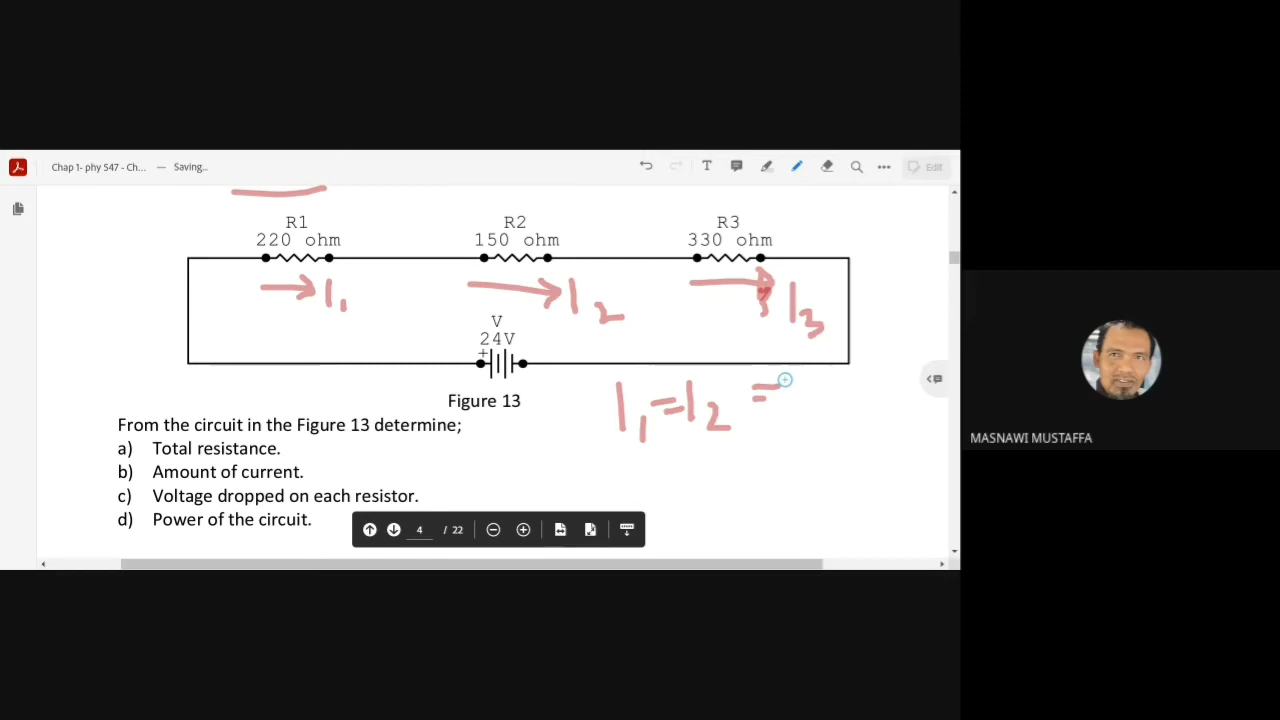 Chap 1- phy S47 - Ch... — Saving..
T
... Edit
R1 R2 R3
220 ohm 150 ohm 330 ohm
I1 I2 I3
V
24V
+
I1 = I2 =
Figure 13
From the circuit in the Figure 13 determine;
a) Total resistance.
b) Amount of current.
c) Voltage dropped on each resistor.
d) Power of the circuit.
4 / 22
MASNAWI MUSTAFFA